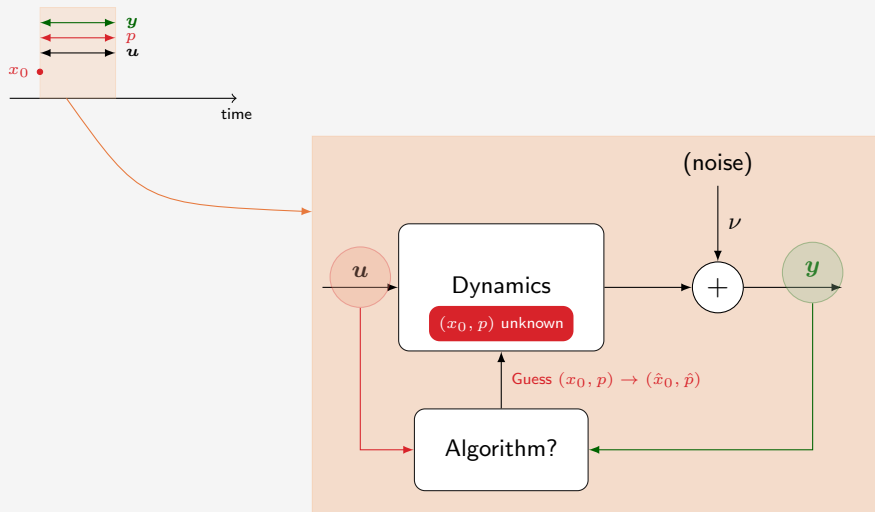 y
p
u
x₀
time
(noise)
ν
u
y
Dynamics
+
(x₀, p) unknown
Guess (x₀, p) → (x̂₀, p̂)
Algorithm?